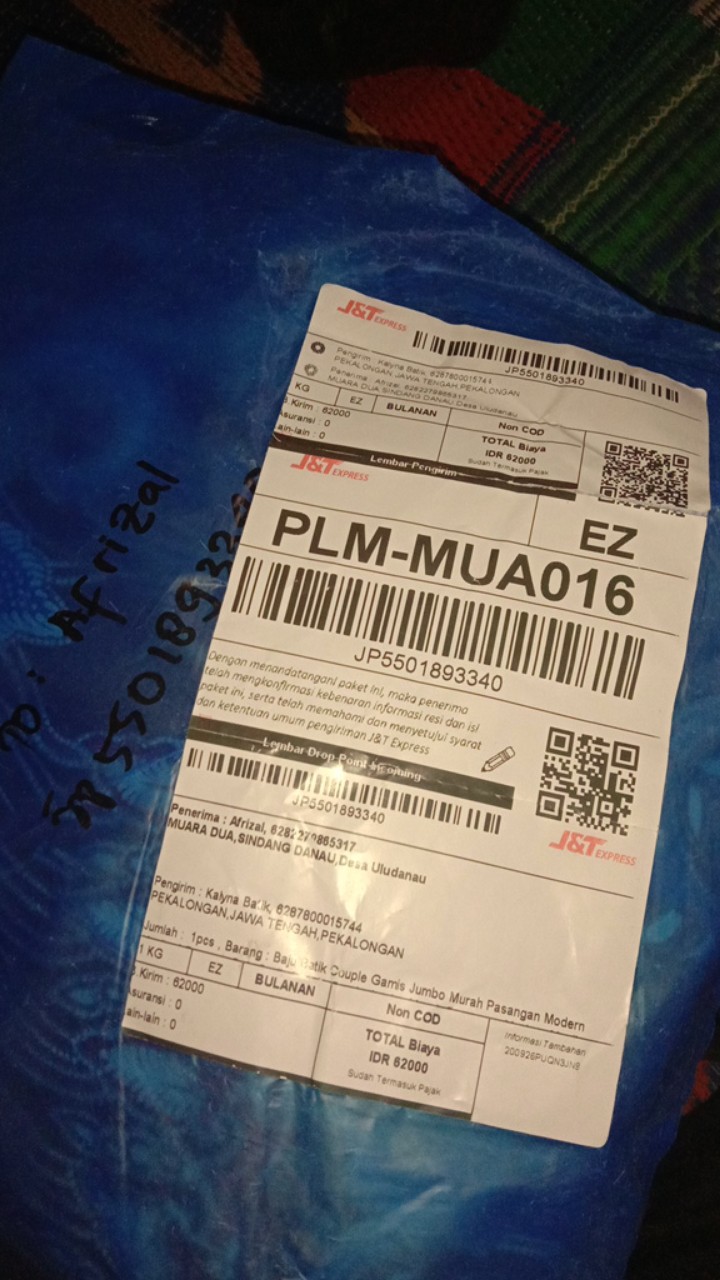 J&T EXPRESS
JP5501893340
Pengirim : Kalyna Batik, 6287800015744
PEKALONGAN,JAWA TENGAH,PEKALONGAN
Penerima : Afrizal, 6282279865317
MUARA DUA,SINDANG DANAU,Desa Uludanau
KG
EZ
BULANAN
Non COD
. Kirim : 62000
suransi : 0
ain-lain : 0
TOTAL Biaya
IDR 62000
Sudah Termasuk Pajak
Lembar Pengirim
J&T EXPRESS
EZ
PLM-MUA016
JP5501893340
Dengan menandatangani paket ini, maka penerima
telah mengkonfirmasi kebenaran informasi resi dan isi
paket ini, serta telah memahami dan menyetujui syarat
dan ketentuan umum pengiriman J&T Express
Lembar Drop Point
JP5501893340
J&T EXPRESS
Penerima : Afrizal, 6282279865317
MUARA DUA,SINDANG DANAU,Desa Uludanau
Pengirim : Kalyna Batik, 6287800015744
PEKALONGAN,JAWA TENGAH,PEKALONGAN
Jumlah : 1pcs , Barang : Baju Batik Couple Gamis Jumbo Murah Pasangan Modern
1 KG
EZ
BULANAN
Non COD
. Kirim : 62000
suransi : 0
ain-lain : 0
TOTAL Biaya
IDR 62000
Sudah Termasuk Pajak
Informasi Tambahan
200926PUQN3JN8
TO : Afrizal